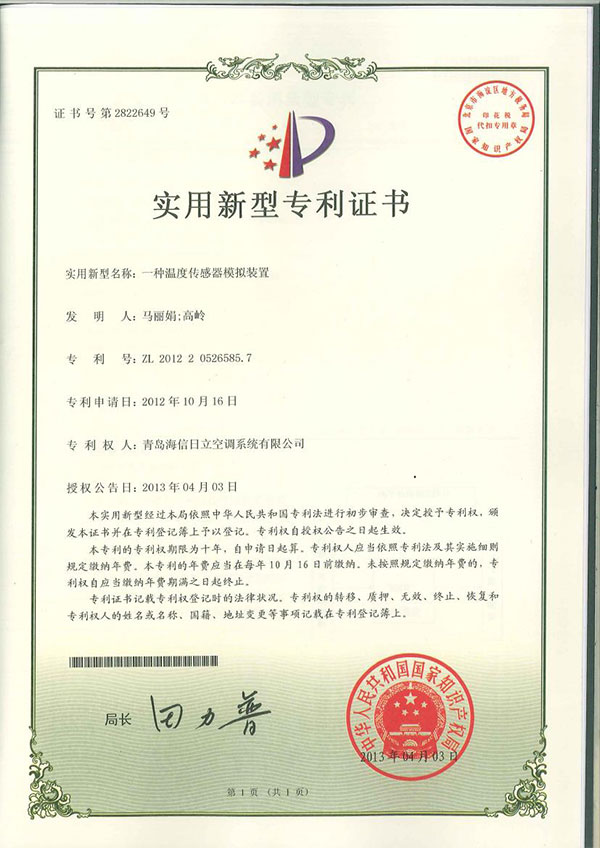 证书号第2822649号
北京市海淀区地方税务局
印花税
代扣专用章
国家知识产权局
实用新型专利证书
实用新型名称：一种温度传感器模拟装置
发明人：马丽娟;高岭
专利号：ZL 2012 2 0526585.7
专利申请日：2012年10月16日
专利权人：青岛海信日立空调系统有限公司
授权公告日：2013年04月03日
本实用新型经过本局依照中华人民共和国专利法进行初步审查，决定授予专利权，颁
发本证书并在专利登记簿上予以登记。专利权自授权公告之日起生效。
本专利的专利权期限为十年，自申请日起算。专利权人应当依照专利法及其实施细则
规定缴纳年费。本专利的年费应当在每年10月16日前缴纳。未按照规定缴纳年费的，专
利权自应当缴纳年费期满之日起终止。
专利证书记载专利权登记时的法律状况。专利权的转移、质押、无效、终止、恢复和
专利权人的姓名或名称、国籍、地址变更等事项记载在专利登记簿上。
局长 田力普
中华人民共和国国家知识产权局
2013年04月03日
第1页（共1页）